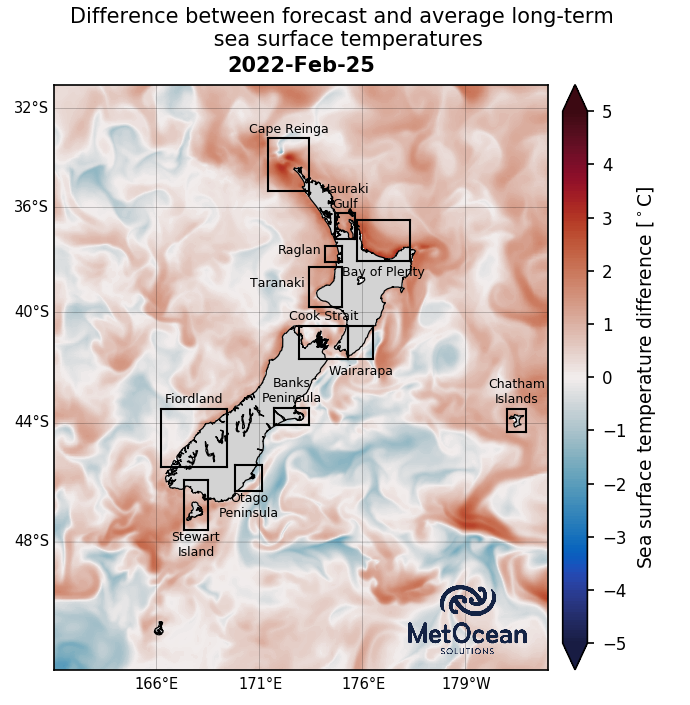 Difference between forecast and average long-term
sea surface temperatures
2022-Feb-25
32°S
36°S
40°S
44°S
48°S
166°E
171°E
176°E
179°W
Cape Reinga
Hauraki
Gulf
Raglan
Bay of Plenty
Taranaki
Cook Strait
Wairarapa
Banks
Peninsula
Fiordland
Chatham
Islands
Otago
Peninsula
Stewart
Island
MetOcean
SOLUTIONS
5
4
3
2
1
0
−1
−2
−3
−4
−5
Sea surface temperature difference [°C]